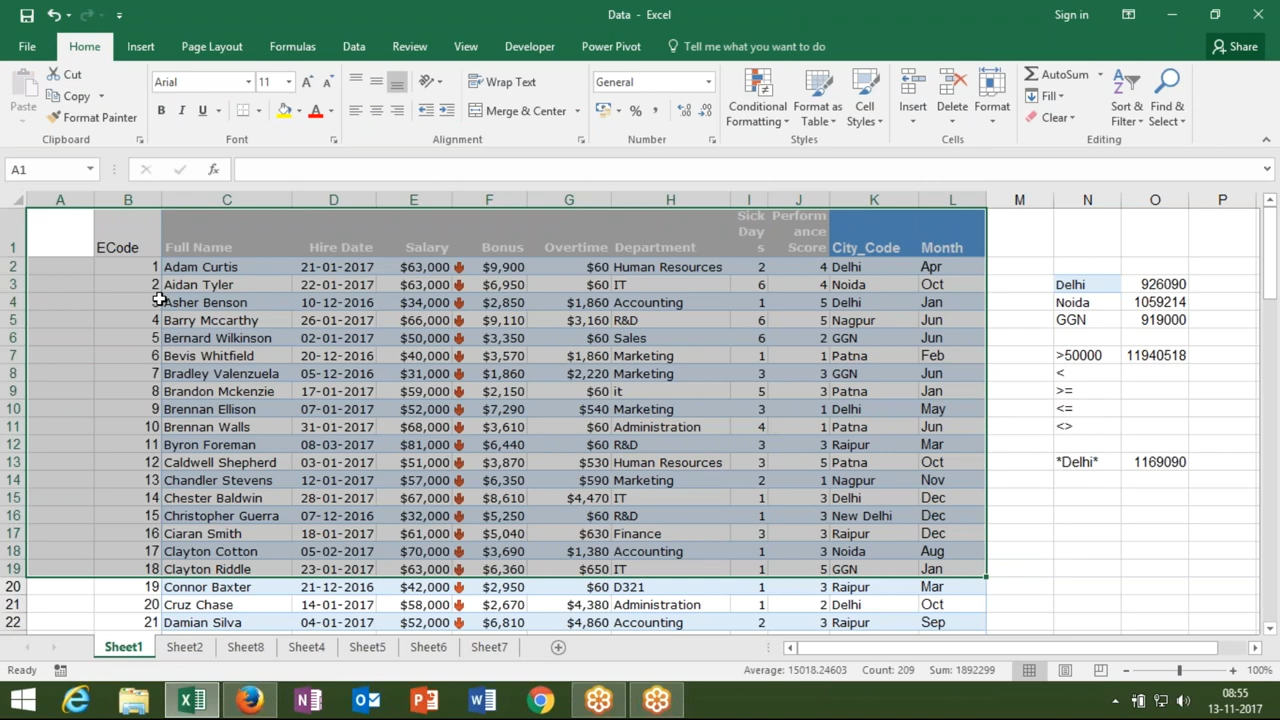 Data - Excel
Sign in
File Home Insert Page Layout Formulas Data Review View Developer Power Pivot Tell me what you want to do Share
Paste
Cut
Copy
Format Painter
Clipboard
Arial 11
B I U
Font
Wrap Text
Merge & Center
Alignment
General
Number
Conditional Formatting
Format as Table
Cell Styles
Styles
Insert Delete Format
Cells
AutoSum
Fill
Clear
Sort & Filter
Find & Select
Editing
A1
fx
A B C D E F G H I J K L M N O P
1 ECode Full Name Hire Date Salary Bonus Overtime Department Sick Days Performance Score City_Code Month
2 1 Adam Curtis 21-01-2017 $63,000 $9,900 $60 Human Resources 2 4 Delhi Apr
3 2 Aidan Tyler 22-01-2017 $63,000 $6,950 $60 IT 6 4 Noida Oct Delhi 926090
4 3 Asher Benson 10-12-2016 $34,000 $2,850 $1,860 Accounting 1 5 Delhi Jan Noida 1059214
5 4 Barry Mccarthy 26-01-2017 $66,000 $9,110 $3,160 R&D 6 5 Nagpur Jun GGN 919000
6 5 Bernard Wilkinson 02-01-2017 $50,000 $3,350 $60 Sales 6 2 GGN Jun
7 6 Bevis Whitfield 20-12-2016 $40,000 $3,570 $1,860 Marketing 1 1 Patna Feb >50000 11940518
8 7 Bradley Valenzuela 05-12-2016 $31,000 $1,860 $2,220 Marketing 3 3 GGN Jun <
9 8 Brandon Mckenzie 17-01-2017 $59,000 $2,150 $60 it 5 3 Patna Jan >=
10 9 Brennan Ellison 07-01-2017 $52,000 $7,290 $540 Marketing 3 1 Delhi May <=
11 10 Brennan Walls 31-01-2017 $68,000 $3,610 $60 Administration 4 1 Patna Jun <>
12 11 Byron Foreman 08-03-2017 $81,000 $6,440 $60 R&D 3 3 Raipur Mar
13 12 Caldwell Shepherd 03-01-2017 $51,000 $3,870 $530 Human Resources 3 5 Patna Oct *Delhi* 1169090
14 13 Chandler Stevens 12-01-2017 $57,000 $6,350 $590 Marketing 2 1 Nagpur Nov
15 14 Chester Baldwin 28-01-2017 $67,000 $8,610 $4,470 IT 1 3 Delhi Dec
16 15 Christopher Guerra 07-12-2016 $32,000 $5,250 $60 R&D 1 3 New Delhi Dec
17 16 Ciaran Smith 18-01-2017 $61,000 $5,040 $630 Finance 3 3 Raipur Dec
18 17 Clayton Cotton 05-02-2017 $70,000 $3,690 $1,380 Accounting 1 3 Noida Aug
19 18 Clayton Riddle 23-01-2017 $63,000 $6,360 $650 IT 1 5 GGN Jan
20 19 Connor Baxter 21-12-2016 $42,000 $2,950 $60 D321 1 3 Raipur Mar
21 20 Cruz Chase 14-01-2017 $58,000 $2,670 $4,380 Administration 1 2 Delhi Oct
22 21 Damian Silva 04-01-2017 $52,000 $6,810 $4,860 Accounting 2 3 Raipur Sep
Sheet1 Sheet2 Sheet8 Sheet4 Sheet5 Sheet6 Sheet7
Ready Average: 15018.24603 Count: 209 Sum: 1892299 100%
08:55
13-11-2017